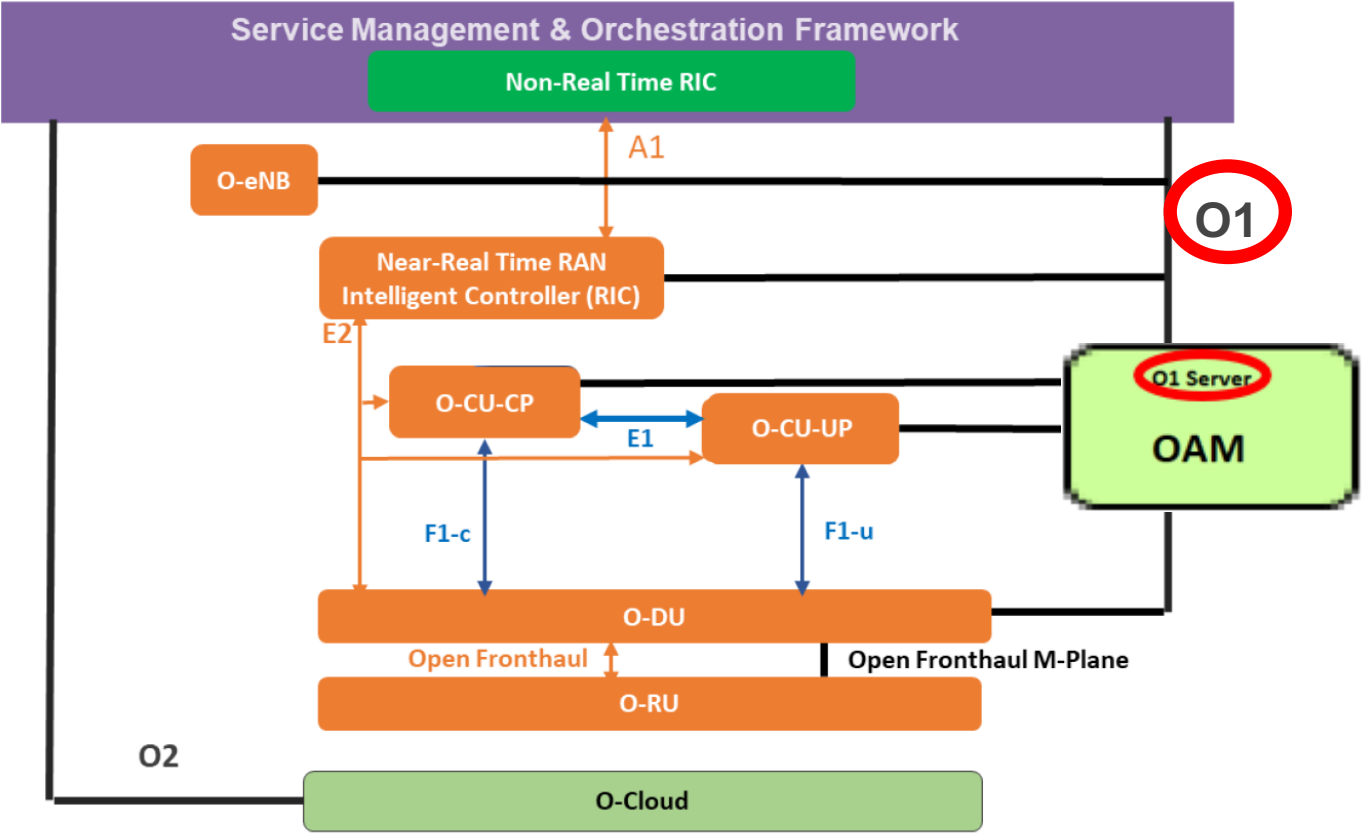 Service Management & Orchestration Framework
Non-Real Time RIC
A1
O-eNB
O1
Near-Real Time RAN
Intelligent Controller (RIC)
E2
O1 Server
O-CU-CP
E1
O-CU-UP
OAM
F1-c
F1-u
O-DU
Open Fronthaul
Open Fronthaul M-Plane
O-RU
O2
O-Cloud